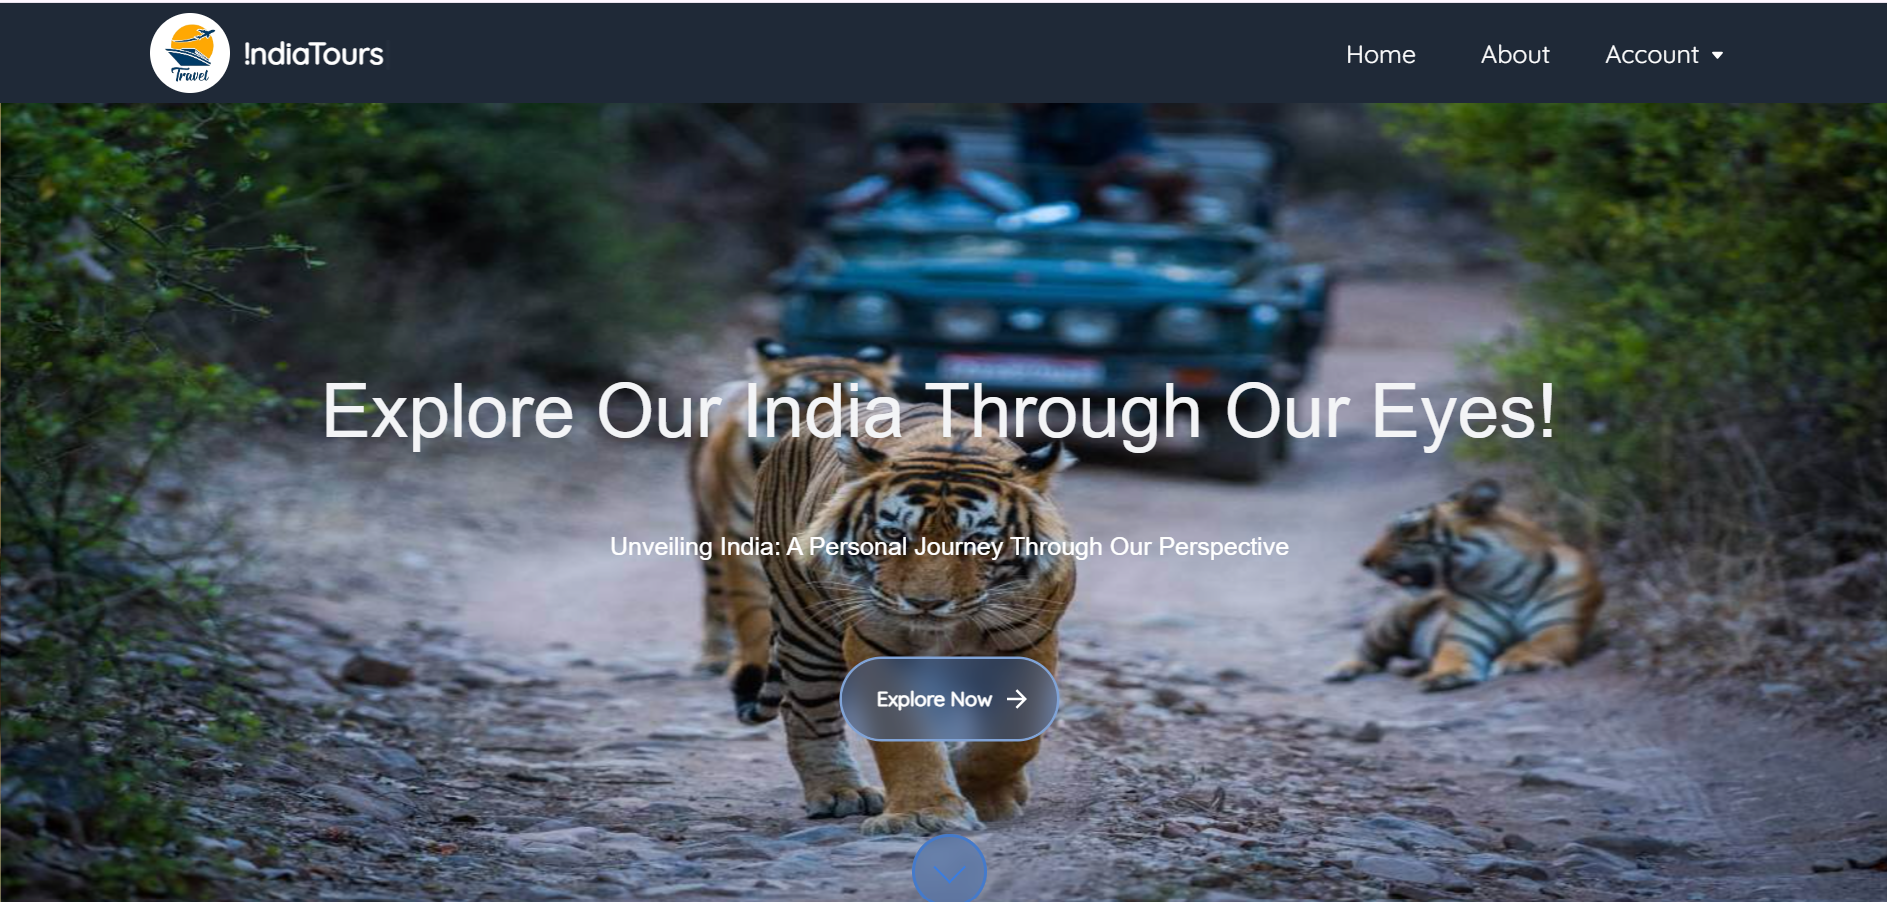 Travel
!ndiaTours
Home About Account
Explore Our India Through Our Eyes!
Unveiling India: A Personal Journey Through Our Perspective
Explore Now